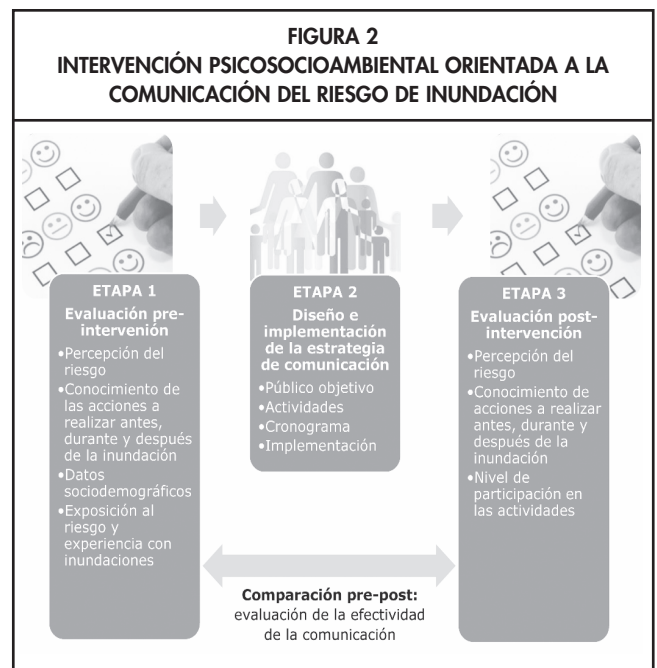 FIGURA 2
INTERVENCIÓN PSICOSOCIOAMBIENTAL ORIENTADA A LA
COMUNICACIÓN DEL RIESGO DE INUNDACIÓN
ETAPA 1
Evaluación pre-
intervenión
•Percepción del
riesgo
•Conocimiento de
las acciones a
realizar antes,
durante y después
de la inundación
•Datos
sociodemográficos
•Exposición al
riesgo y
experiencia con
inundaciones
ETAPA 2
Diseño e
implementación
de la estrategia
de comunicación
•Público objetivo
•Actividades
•Cronograma
•Implementación
ETAPA 3
Evaluación post-
intervención
•Percepción del
riesgo
•Conocimiento de
acciones a realizar
antes, durante y
después de la
inundación
•Nivel de
participación en
las actividades
Comparación pre-post:
evaluación de la efectividad
de la comunicación